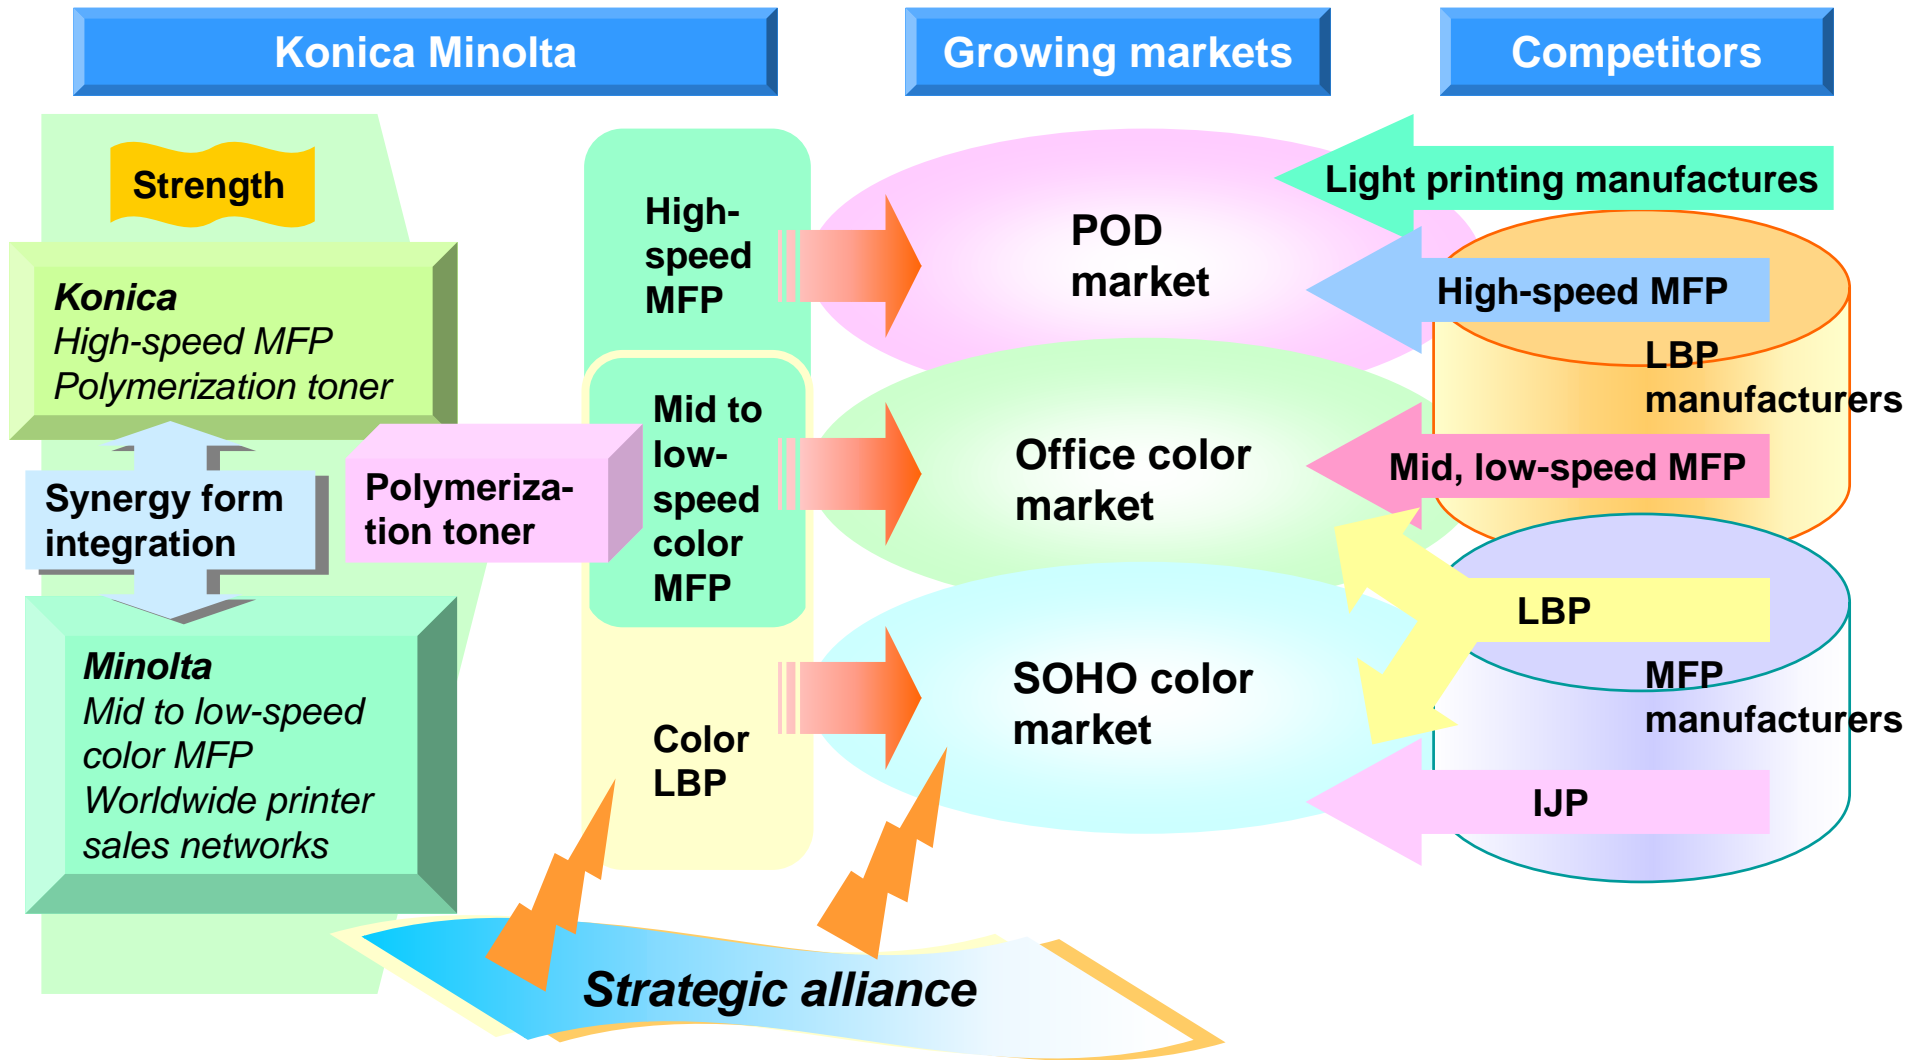 Konica Minolta
Growing markets
Competitors
Strength
Konica
High-speed MFP
Polymerization toner
Synergy form
integration
Minolta
Mid to low-speed
color MFP
Worldwide printer
sales networks
Polymeriza-
tion toner
High-
speed
MFP
Mid to
low-
speed
color
MFP
Color
LBP
POD
market
Office color
market
SOHO color
market
Light printing manufactures
High-speed MFP
LBP
manufacturers
Mid, low-speed MFP
LBP
MFP
manufacturers
IJP
Strategic alliance